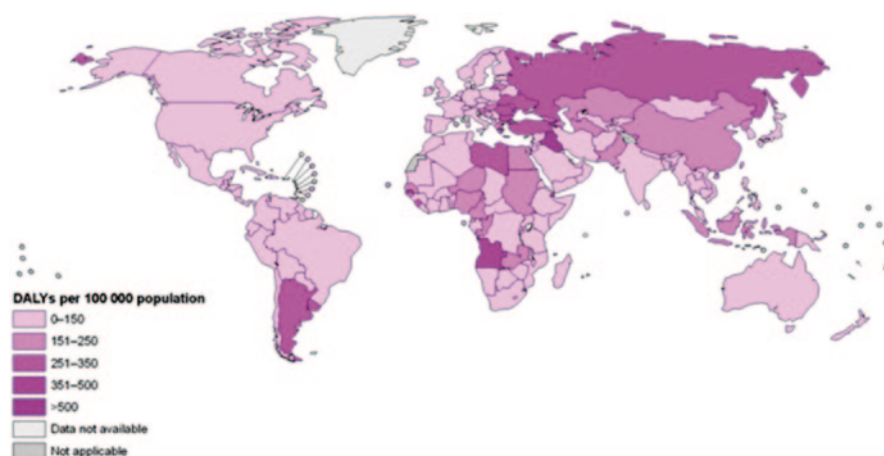 DALYs per 100 000 population
0–150
151–250
251–350
351–500
>500
Data not available
Not applicable